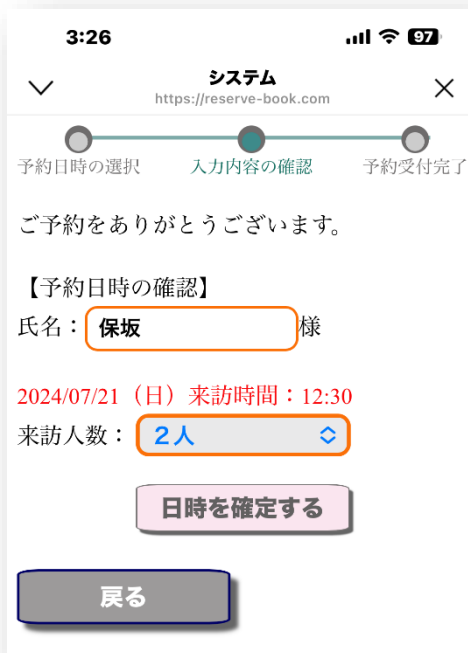 3:26
97
システム
https://reserve-book.com
予約日時の選択
入力内容の確認
予約受付完了
ご予約をありがとうございます。
【予約日時の確認】
氏名：保坂様
2024/07/21（日）来訪時間：12:30
来訪人数：２人
日時を確定する
戻る